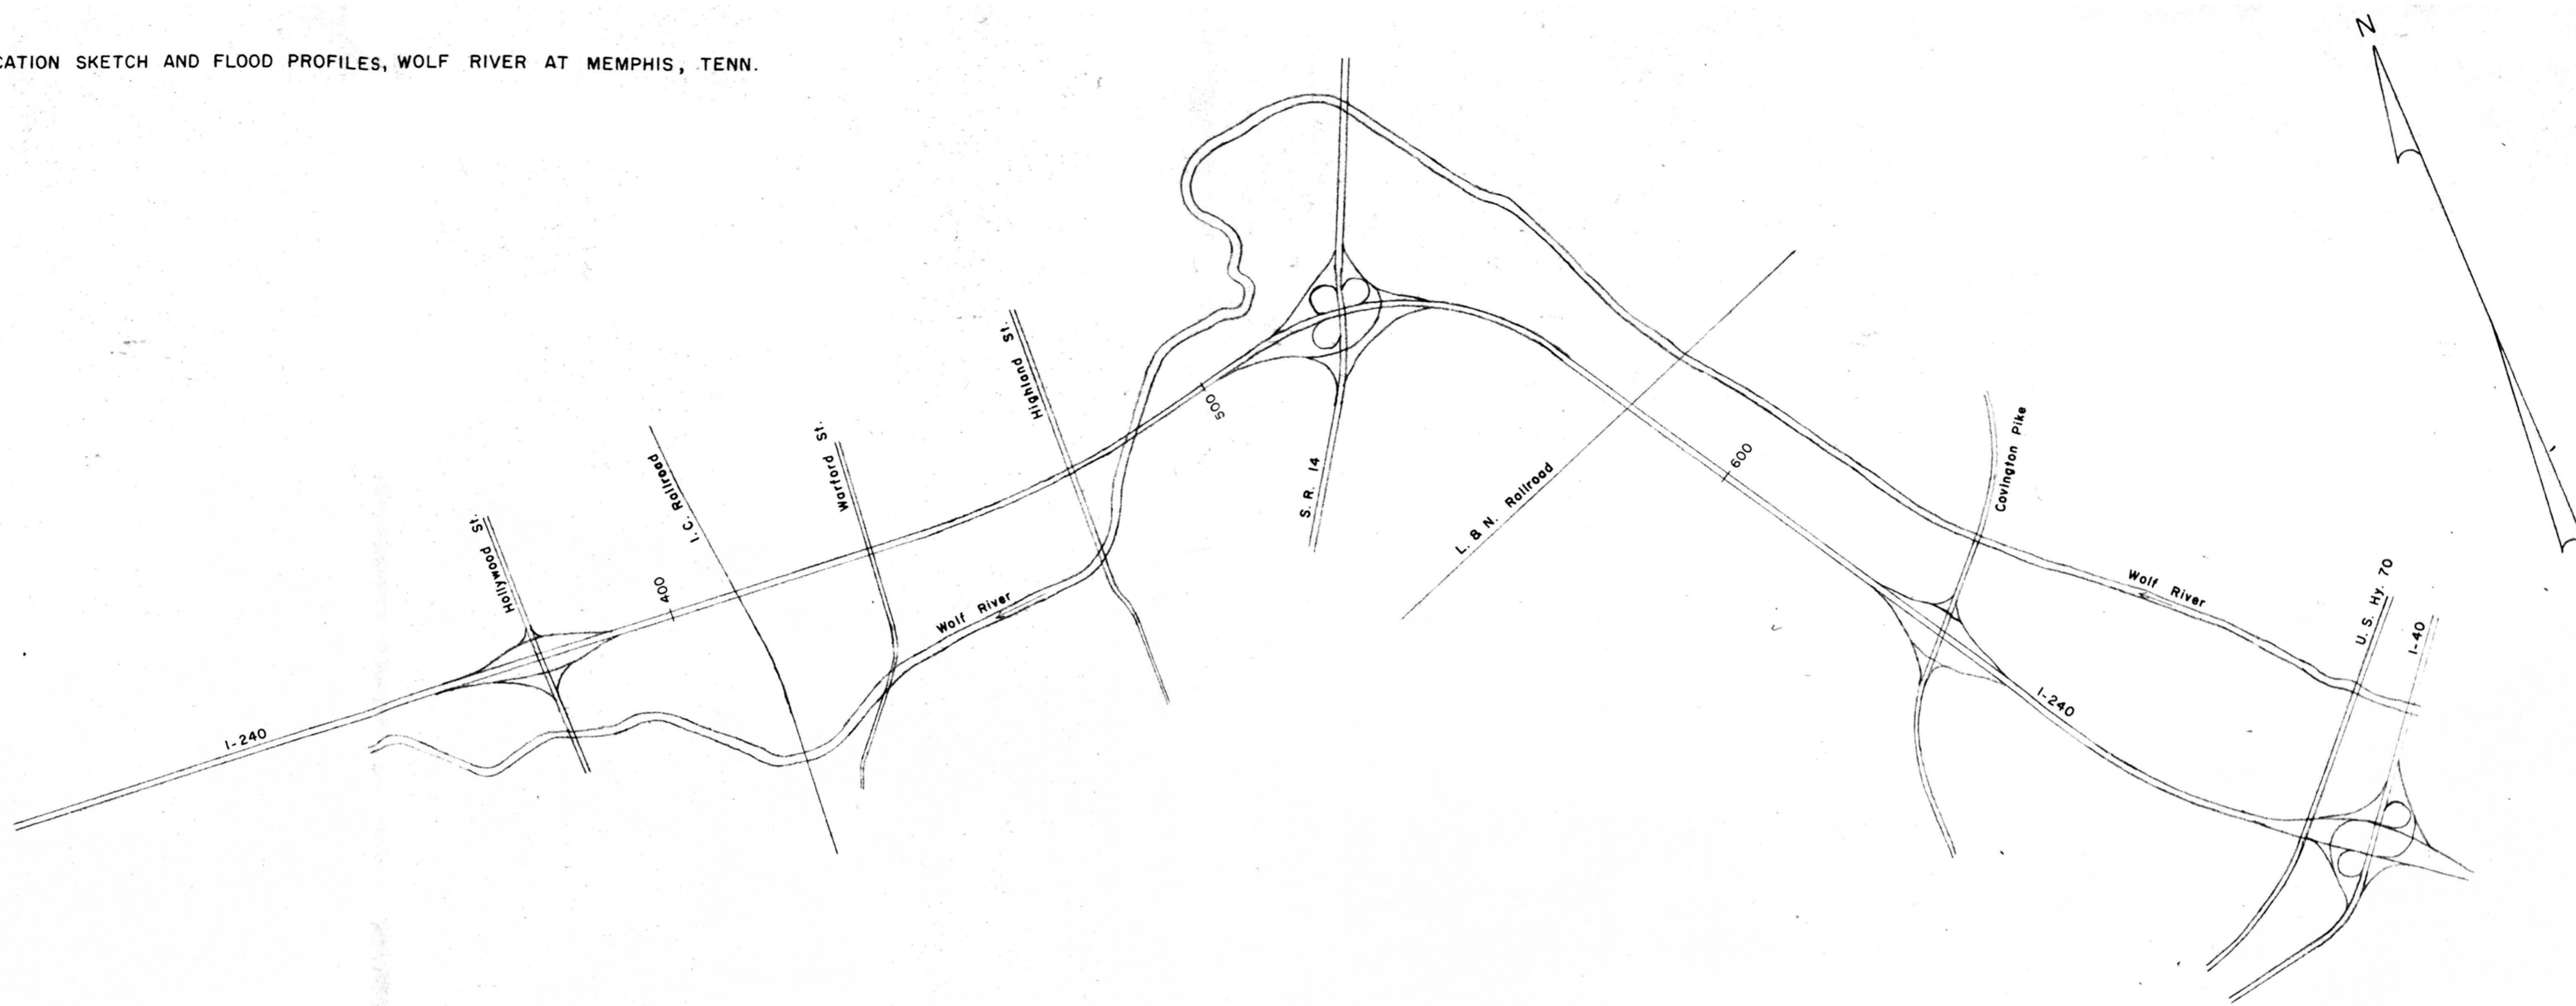 CATION SKETCH AND FLOOD PROFILES, WOLF RIVER AT MEMPHIS, TENN.
N
Hollywood St.
I. C. Railroad
Warford St.
Highland St.
S. R. 14
L. & N. Railroad
Covington Pike
U. S. Hy. 70
I-40
I-240
400
500
600
Wolf River
Wolf River
I-240